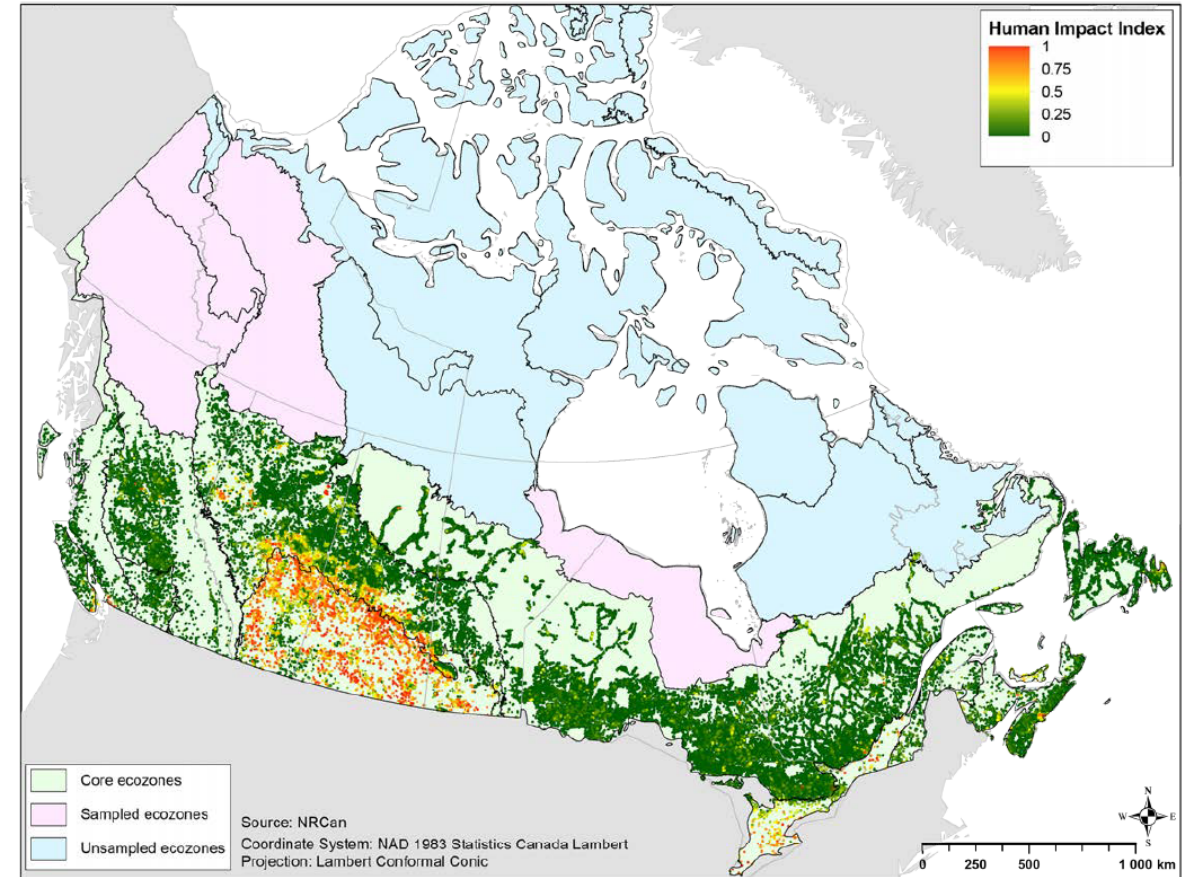 Human Impact Index
1
0.75
0.5
0.25
0
Core ecozones
Sampled ecozones
Unsampled ecozones
Source: NRCan
Coordinate System: NAD 1983 Statistics Canada Lambert
Projection: Lambert Conformal Conic
N
W E
S
0 250 500 1 000 km